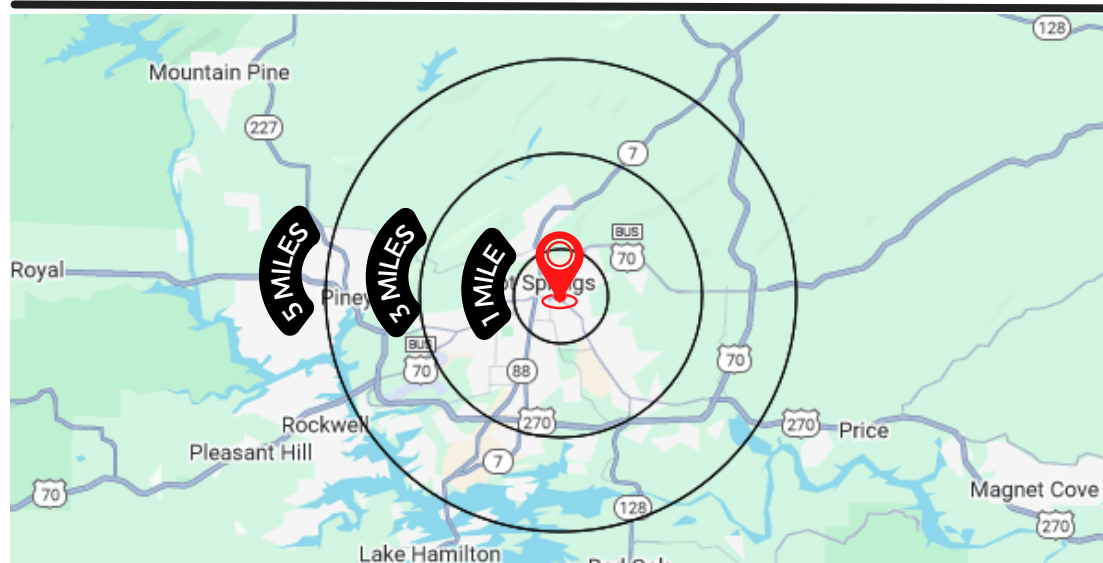 128
Mountain Pine
227
7
BUS
70
5 MILES
3 MILES
1 MILE
Royal
Piney
BUS
70
88
70
Rockwell
270
270
Price
Pleasant Hill
7
70
128
Magnet Cove
270
Lake Hamilton